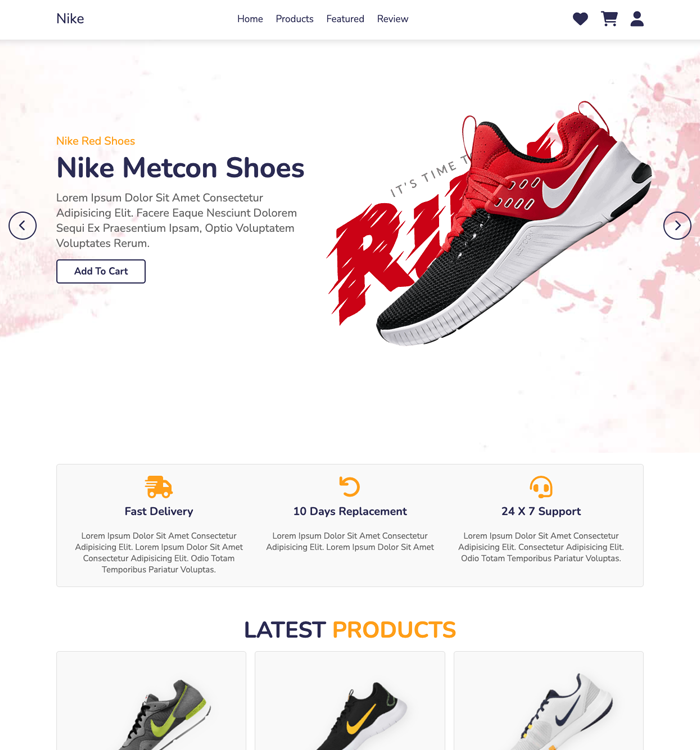 Nike
Home Products Featured Review
Nike Red Shoes
Nike Metcon Shoes
Lorem Ipsum Dolor Sit Amet Consectetur
Adipisicing Elit. Facere Eaque Nesciunt Dolorem
Sequi Ex Praesentium Ipsam, Optio Voluptatem
Voluptates Rerum.
Add To Cart
IT'S TIME
Fast Delivery
Lorem Ipsum Dolor Sit Amet Consectetur
Adipisicing Elit. Lorem Ipsum Dolor Sit Amet
Consectetur Adipisicing Elit. Odio Totam
Temporibus Pariatur Voluptas.
10 Days Replacement
Lorem Ipsum Dolor Sit Amet Consectetur
Adipisicing Elit. Lorem Ipsum Dolor Sit Amet
24 X 7 Support
Lorem Ipsum Dolor Sit Amet Consectetur
Adipisicing Elit. Consectetur Adipisicing Elit.
Odio Totam Temporibus Pariatur Voluptas.
LATEST PRODUCTS